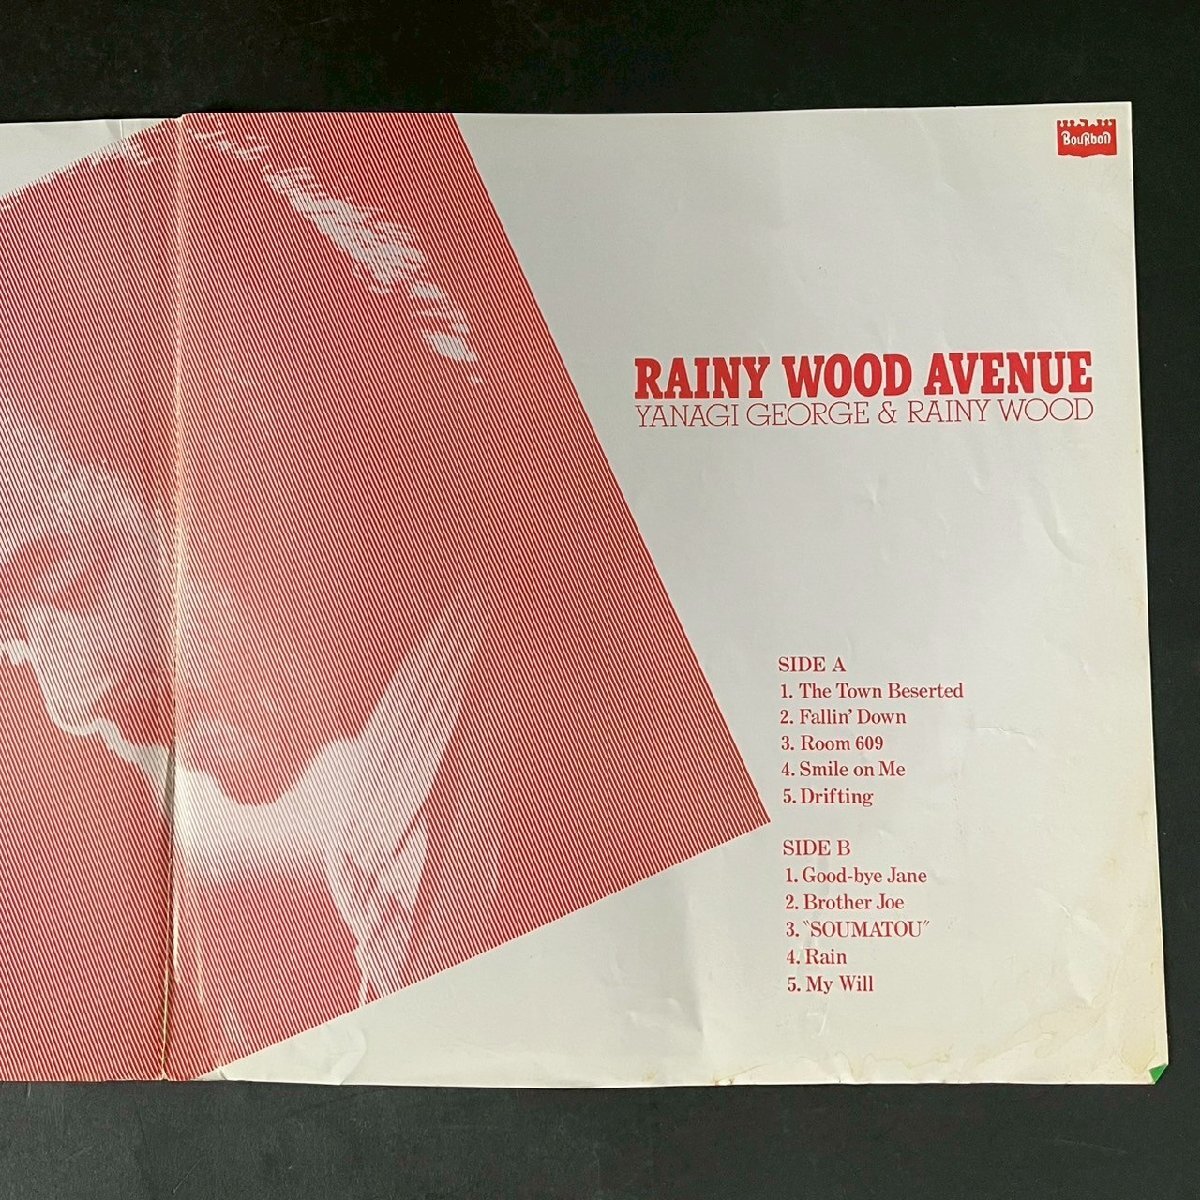 BouRbon
RAINY WOOD AVENUE
YANAGI GEORGE & RAINY WOOD
SIDE A
1. The Town Beserted
2. Fallin' Down
3. Room 609
4. Smile on Me
5. Drifting
SIDE B
1. Good-bye Jane
2. Brother Joe
3. "SOUMATOU"
4. Rain
5. My Will